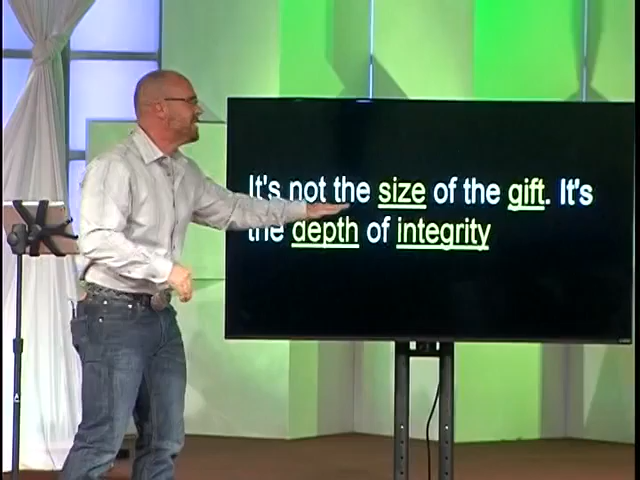 It's not the size of the gift. It's
the depth of integrity